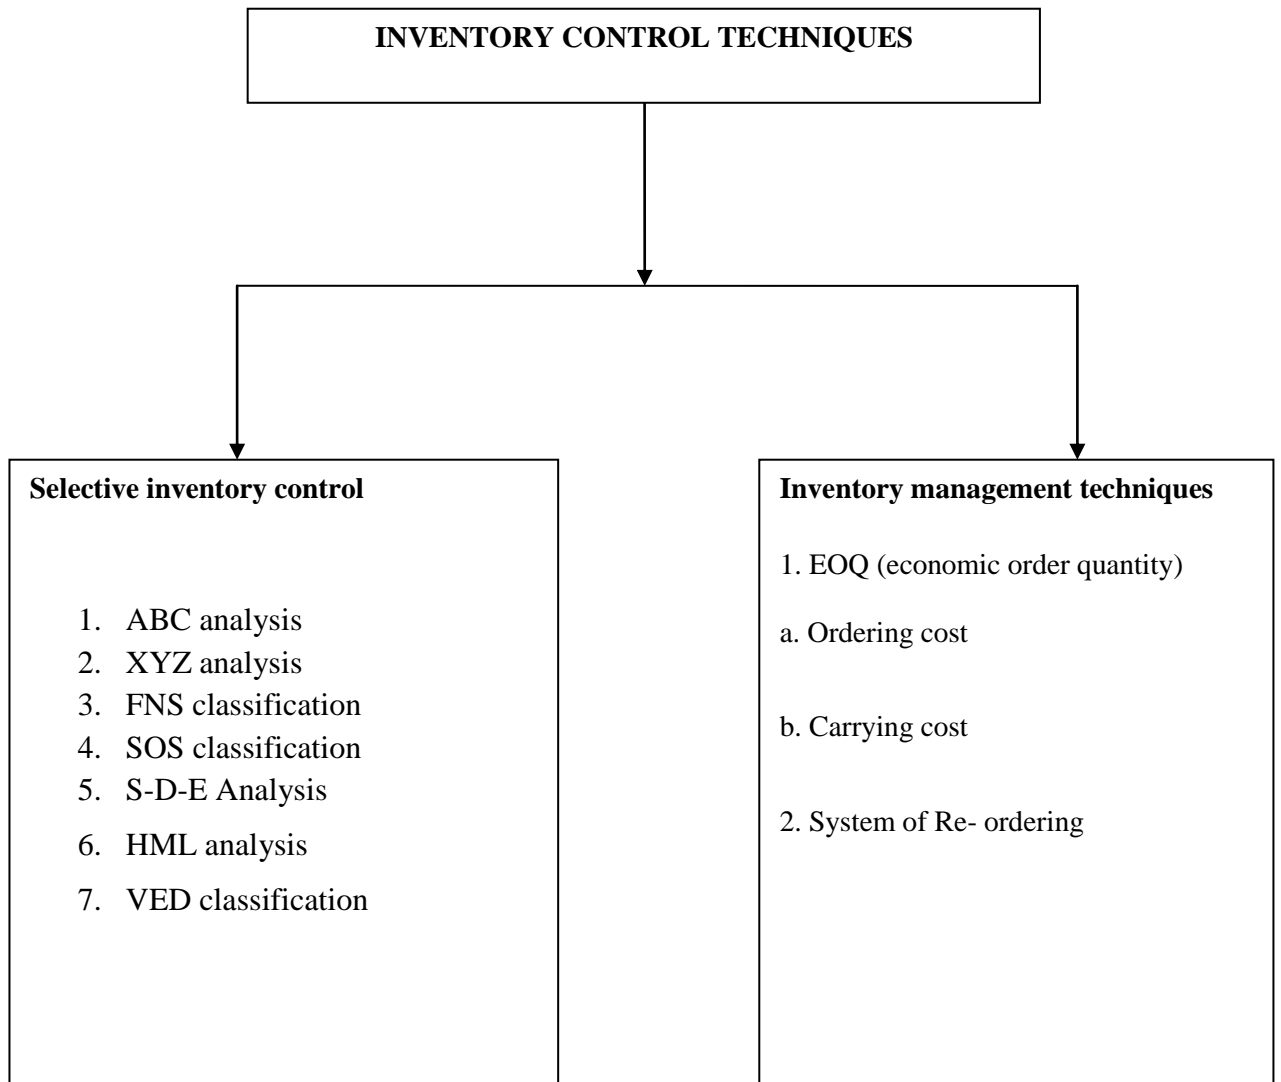 INVENTORY CONTROL TECHNIQUES
Selective inventory control
1. ABC analysis
2. XYZ analysis
3. FNS classification
4. SOS classification
5. S-D-E Analysis
6. HML analysis
7. VED classification
Inventory management techniques
1. EOQ (economic order quantity)
a. Ordering cost
b. Carrying cost
2. System of Re- ordering